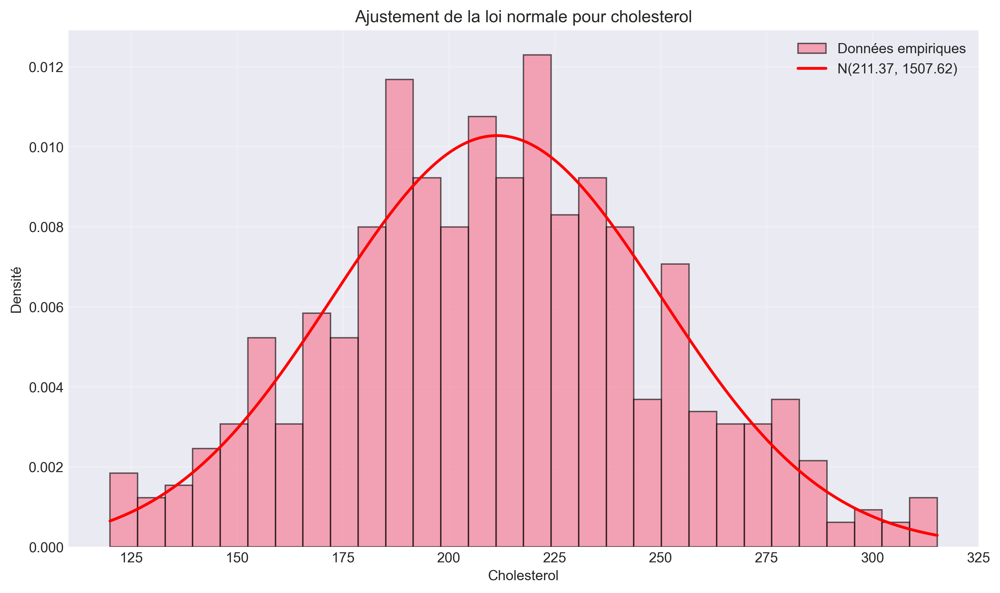 Ajustement de la loi normale pour cholesterol
Données empiriques
N(211.37, 1507.62)
Densité
0.012
0.010
0.008
0.006
0.004
0.002
0.000
125 150 175 200 225 250 275 300 325
Cholesterol